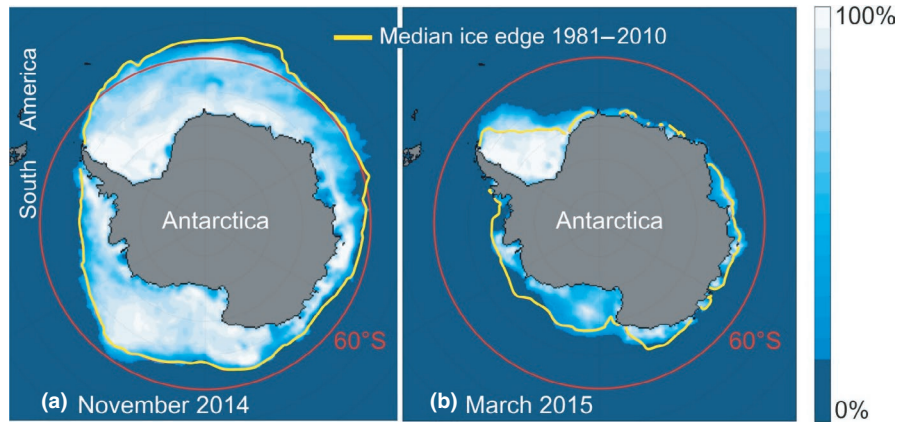 Median ice edge 1981–2010
100%
South America
Antarctica
Antarctica
60°S
60°S
(a) November 2014
(b) March 2015
0%